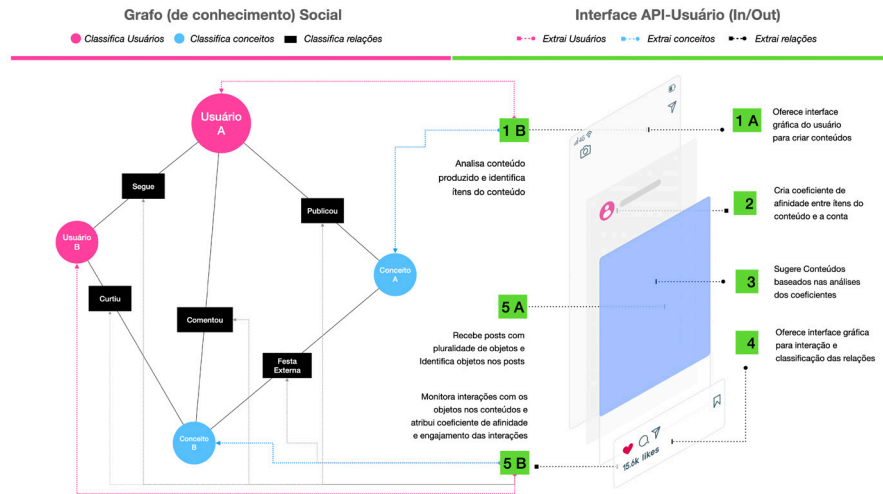 Grafo (de conhecimento) Social
Interface API-Usuário (In/Out)
Classifica Usuários
Classifica conceitos
Classifica relações
Extrai Usuários
Extrai conceitos
Extrai relações
Usuário
A
Segue
Publicou
Usuário
B
Conceito
A
Curtiu
Comentou
Festa
Externa
Conceito
B
1 B
Analisa conteúdo
produzido e identifica
ítens do conteúdo
5 A
Recebe posts com
pluralidade de objetos e
Identifica objetos nos posts
Monitora interações com os
objetos nos conteúdos e
atribui coeficiente de afinidade
e engajamento das interações
5 B
4G
15.6k likes
1 A
Oferece interface
gráfica do usuário
para criar conteúdos
2
Cria coeficiente de
afinidade entre ítens do
conteúdo e a conta
3
Sugere Conteúdos
baseados nas análises
dos coeficientes
4
Oferece interface gráfica
para interação e
classificação das relações